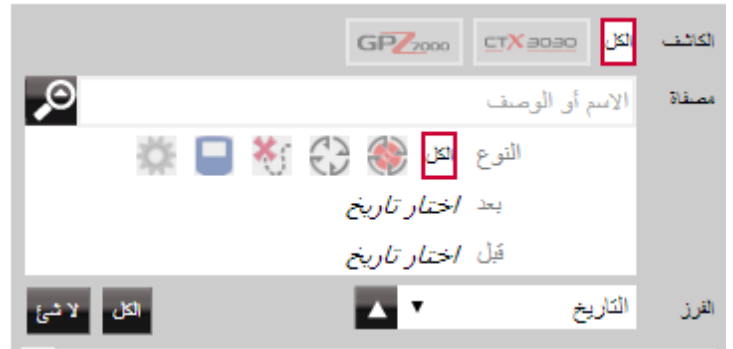 الكاشف الكل CTX 3030 GPZ 7000
مصفاة الاسم أو الوصف
النوع الكل
بعد اختار تاريخ
قبل اختار تاريخ
الفرز التاريخ الكل لا شئ